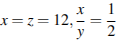 x = z = 12, x/y = 1/2